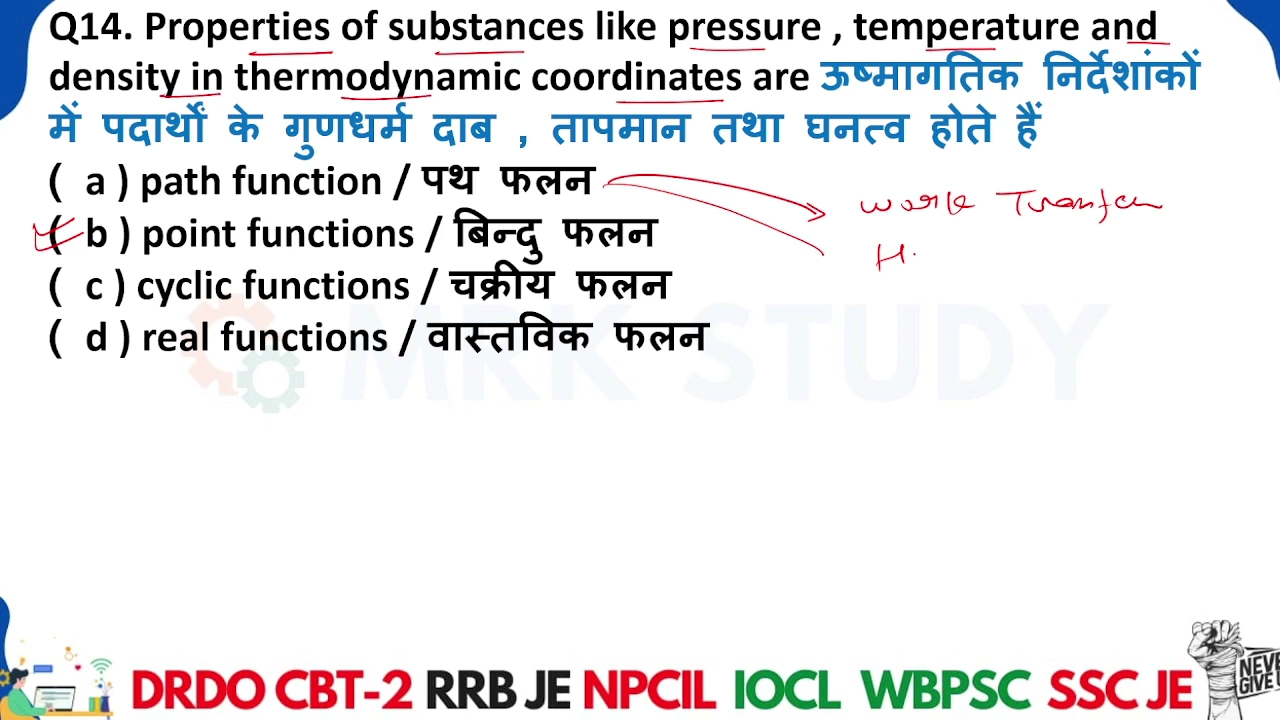 Q14. Properties of substances like pressure , temperature and
density in thermodynamic coordinates are ऊष्मागतिक निर्देशांकों
में पदार्थों के गुणधर्म दाब , तापमान तथा घनत्व होते हैं
( a ) path function / पथ फलन
work Transfer
( b ) point functions / बिन्दु फलन
H.
( c ) cyclic functions / चक्रीय फलन
( d ) real functions / वास्तविक फलन
MRK STUDY
DRDO CBT-2 RRB JE NPCIL IOCL WBPSC SSC JE
NEVER
GIVE U